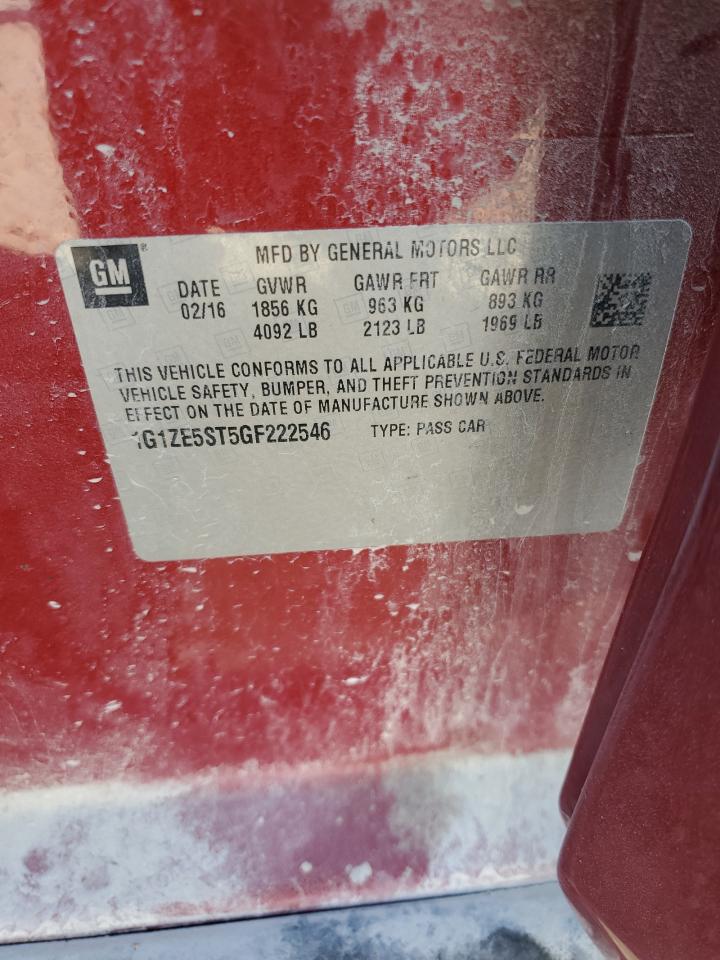 GM ®
MFD BY GENERAL MOTORS LLC
DATE GVWR GAWR FRT GAWR RR
02/16 1856 KG 963 KG 893 KG
4092 LB 2123 LB 1969 LB
THIS VEHICLE CONFORMS TO ALL APPLICABLE U.S. FEDERAL MOTOR
VEHICLE SAFETY, BUMPER, AND THEFT PREVENTION STANDARDS IN
EFFECT ON THE DATE OF MANUFACTURE SHOWN ABOVE.
1G1ZE5ST5GF222546 TYPE: PASS CAR